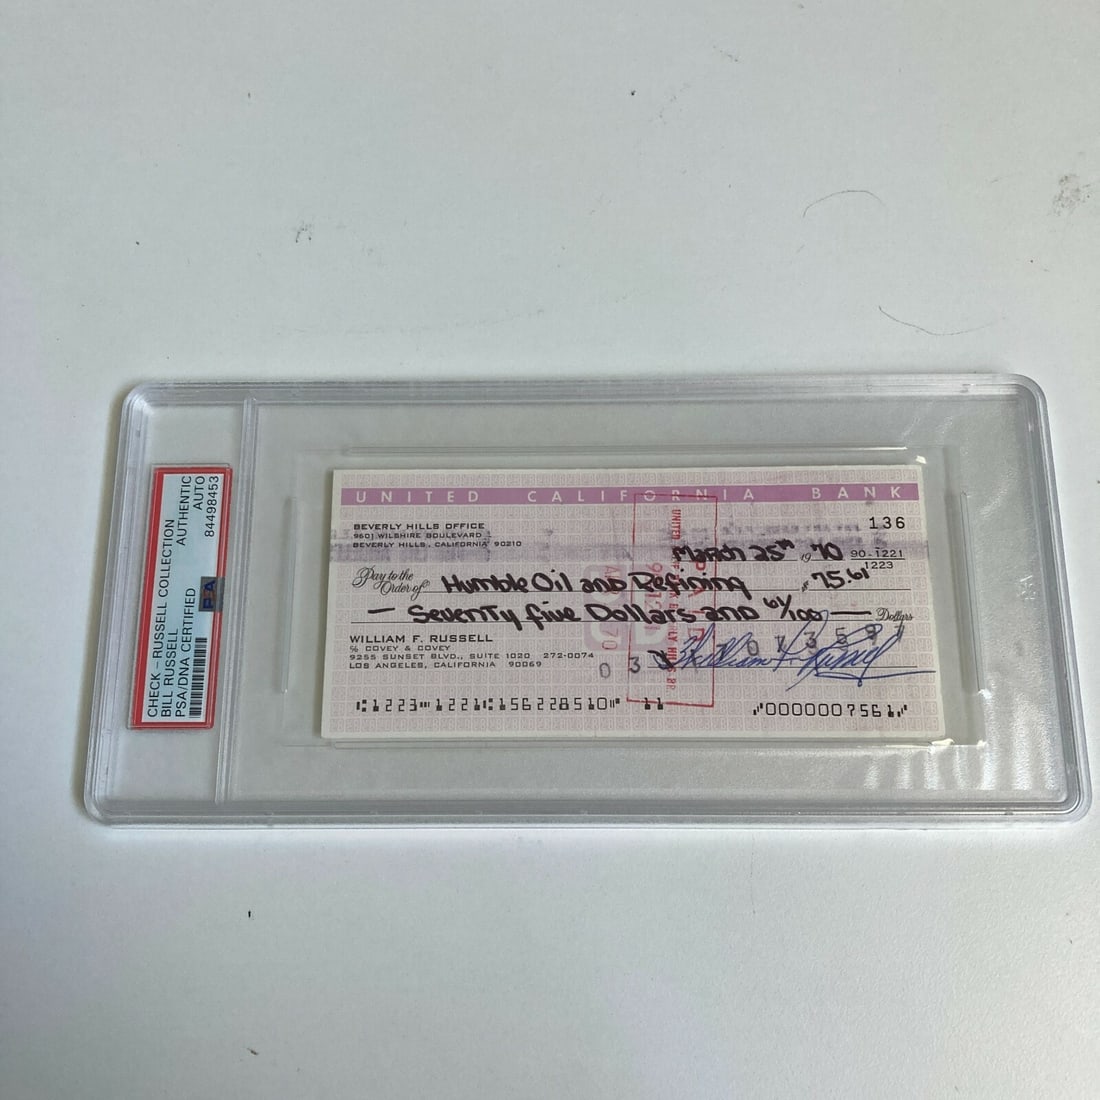 CHECK-RUSSELL COLLECTION
BILL RUSSELL AUTHENTIC
PSA/DNA CERTIFIED AUTO
84498453
UNITED CALIFORNIA BANK
BEVERLY HILLS OFFICE
9601 WILSHIRE BOULEVARD
BEVERLY HILLS, CALIFORNIA 90210
136
March 25th 1970 90-1221
1223
Pay to the
Order of Humble Oil and Refining $ 75.61
— Seventy five Dollars and 61/100 — Dollars
WILLIAM F. RUSSELL
℅ COVEY & COVEY
9255 SUNSET BLVD., SUITE 1020 272-0074
LOS ANGELES, CALIFORNIA 90069
William F. Russell
⑆1223⑉1221⑆156228510⑈ 11 ⑇0000007561⑇